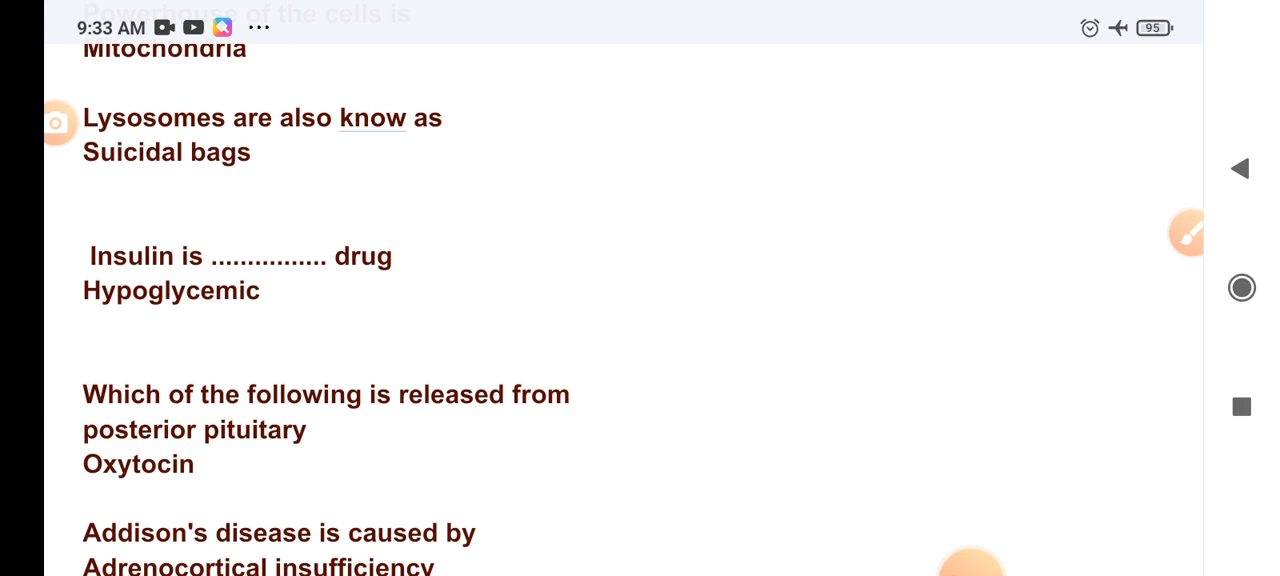 Powerhouse of the cells is
9:33 AM ... 95
Mitochondria
Lysosomes are also know as
Suicidal bags
Insulin is ................ drug
Hypoglycemic
Which of the following is released from
posterior pituitary
Oxytocin
Addison's disease is caused by
Adrenocortical insufficiency